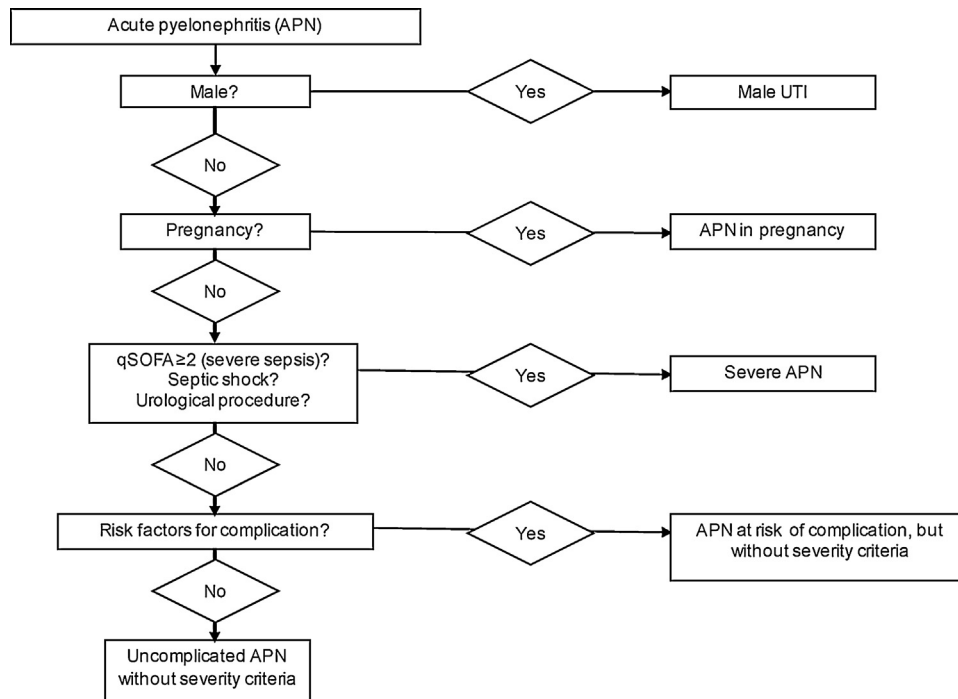 Acute pyelonephritis (APN)
Male?
Yes
Male UTI
No
Pregnancy?
Yes
APN in pregnancy
No
qSOFA ≥2 (severe sepsis)?
Septic shock?
Urological procedure?
Yes
Severe APN
No
Risk factors for complication?
Yes
APN at risk of complication, but
without severity criteria
No
Uncomplicated APN
without severity criteria